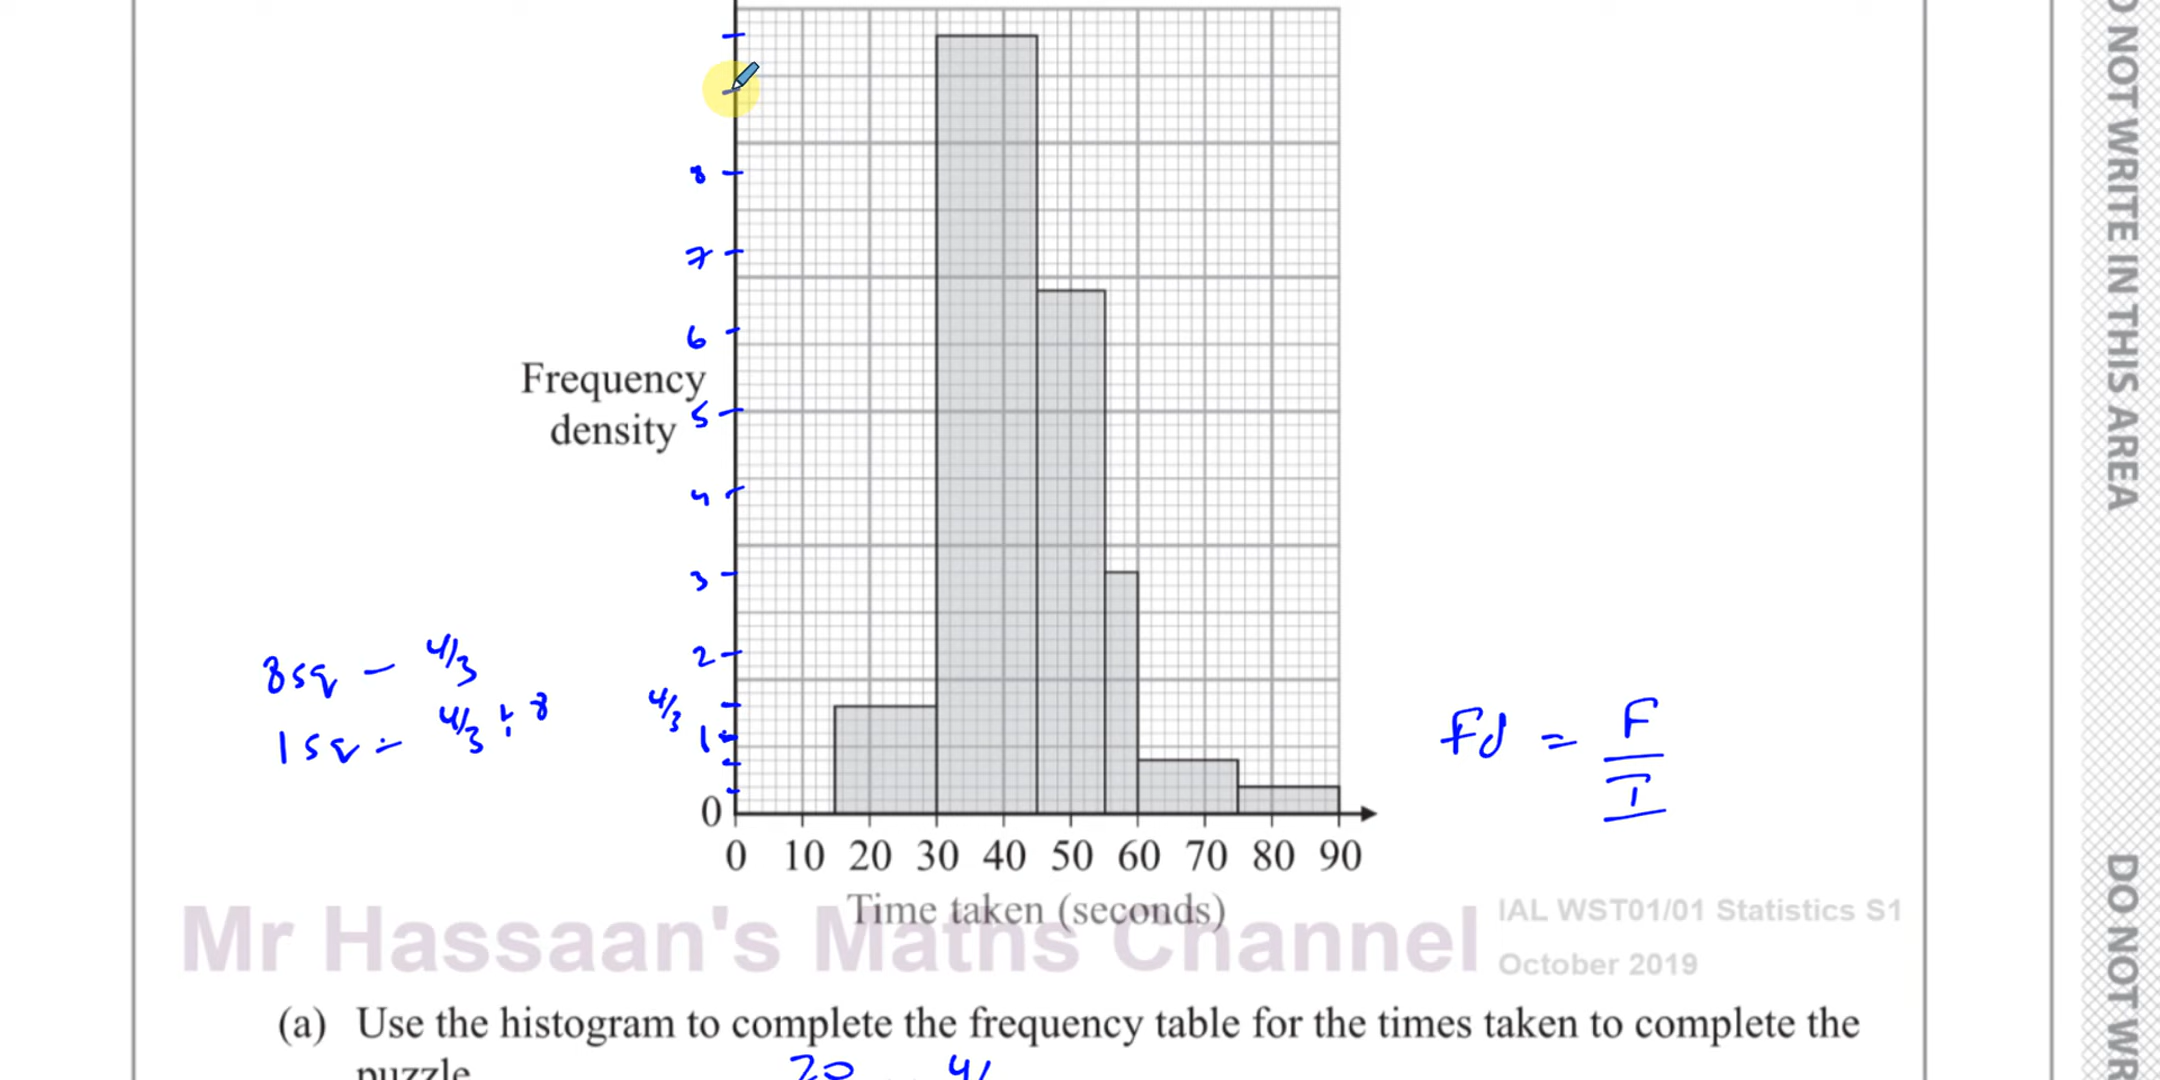 8
7
6
Frequency
density
5
4
3
2
4/3
1
0
8sq – 4/3
1sq ÷ 4/3 ÷ 8
Fd = F
I
0 10 20 30 40 50 60 70 80 90
Time taken (seconds)
Mr Hassaan's Maths Channel
IAL WST01/01 Statistics S1
October 2019
(a) Use the histogram to complete the frequency table for the times taken to complete the
puzzle
20
O NOT WRITE IN THIS AREA
DO NOT WR